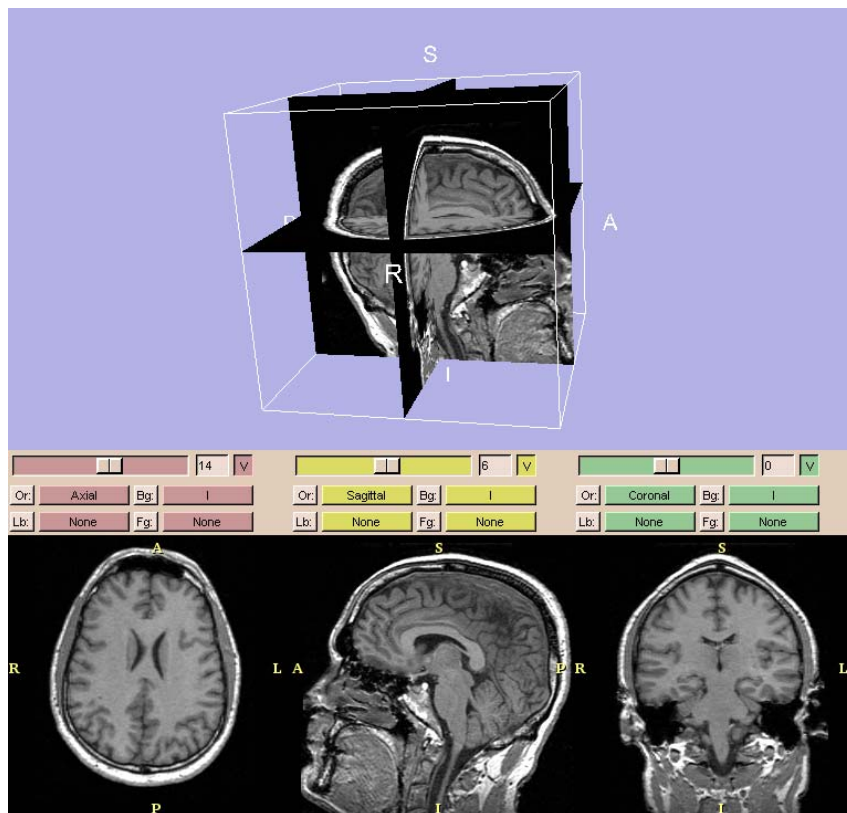 S
P
A
R
I
14 V
6 V
0 V
Or: Axial Bg: I
Or: Sagittal Bg: I
Or: Coronal Bg: I
Lb: None Fg: None
Lb: None Fg: None
Lb: None Fg: None
A
S
S
R
L
A
P
R
L
P
I
I